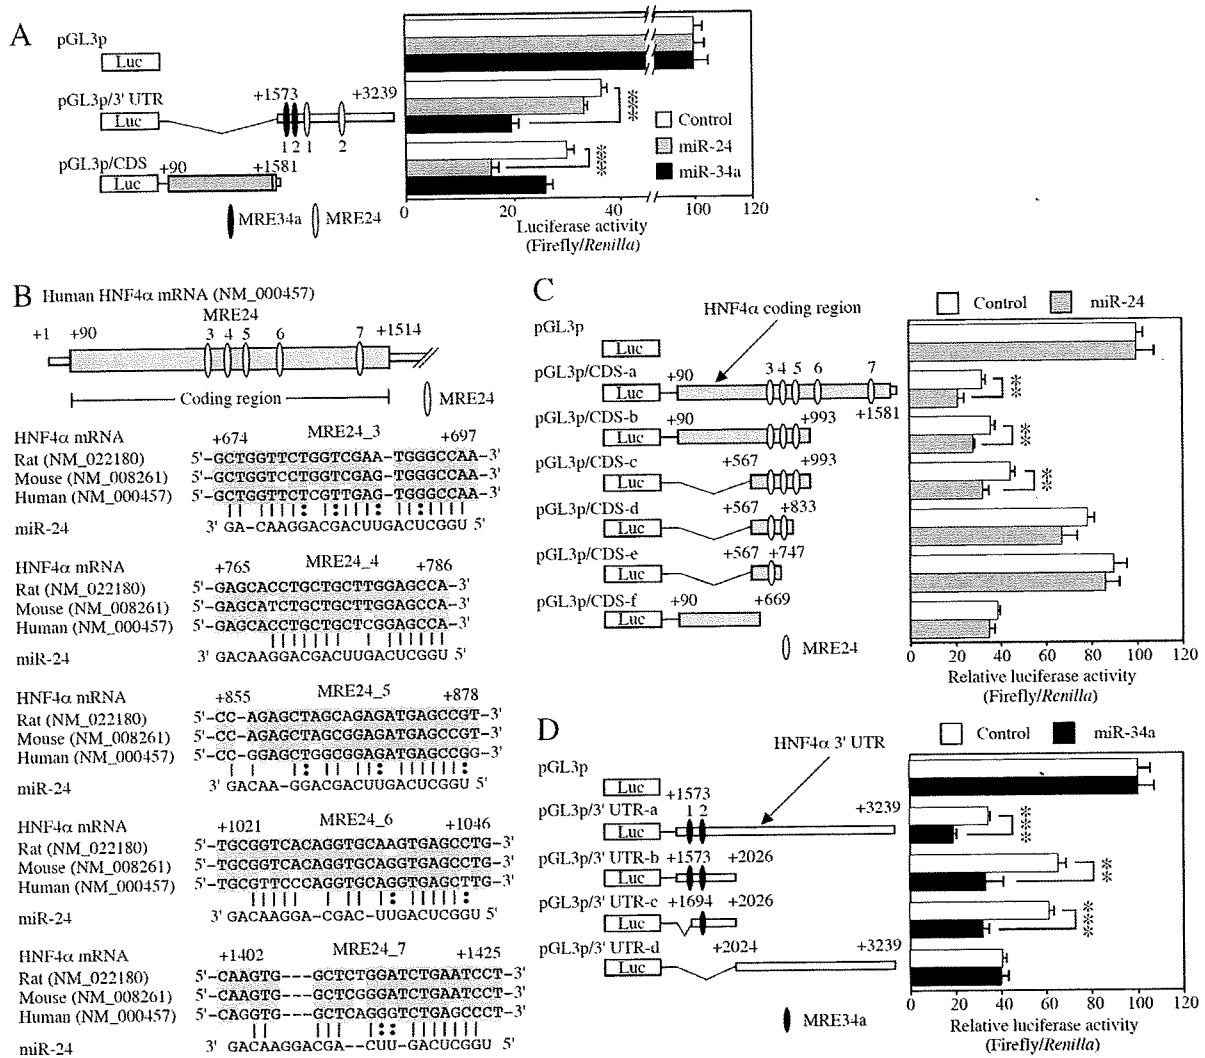 A
pGL3p
Luc
pGL3p/3' UTR
+1573
+3239
Luc
1 2 1 2
pGL3p/CDS
+90
+1581
Luc
MRE34a
MRE24
Control
miR-24
miR-34a
***
***
0 20 40 100 120
Luciferase activity
(Firefly/Renilla)
B
Human HNF4α mRNA (NM_000457)
MRE24
+1 +90 3 4 5 6 7 +1514
Coding region
MRE24
HNF4α mRNA +674 MRE24_3 +697
Rat (NM_022180) 5'-GCTGGTTCTGGTCGAA-TGGGCCAA-3'
Mouse (NM_008261) 5'-GCTGGTCCTGGTCGAG-TGGGCCAA-3'
Human (NM_000457) 5'-GCTGGTTCTCGTTGAG-TGGGCCAA-3'
miR-24 3' GA-CAAGGACGACUUGACUCGGU 5'
HNF4α mRNA +765 MRE24_4 +786
Rat (NM_022180) 5'-GAGCACCTGCTGCTTGGAGCCA-3'
Mouse (NM_008261) 5'-GAGCATCTGCTGCTTGGAGCCA-3'
Human (NM_000457) 5'-GAGCACCTGCTGCTCGGAGCCA-3'
miR-24 3' GACAAGGACGACUUGACUCGGU 5'
HNF4α mRNA +855 MRE24_5 +878
Rat (NM_022180) 5'-CC-AGAGCTAGCAGAGATGAGCCGT-3'
Mouse (NM_008261) 5'-CC-AGAGCTAGCGGAGATGAGCCGT-3'
Human (NM_000457) 5'-CC-GGAGCTGGCGGAGATGAGCCGG-3'
miR-24 3' GACAA-GGACGACUUGACUCGGU 5'
HNF4α mRNA +1021 MRE24_6 +1046
Rat (NM_022180) 5'-TGCGGTCACAGGTGCAAGTGAGCCTG-3'
Mouse (NM_008261) 5'-TGCGGTCACAGGTGCAGGTGAGCCTG-3'
Human (NM_000457) 5'-TGCGTTCCCAGGTGCAGGTGAGCTTG-3'
miR-24 3' GACAAGGA-CGAC-UUGACUCGGU 5'
HNF4α mRNA +1402 MRE24_7 +1425
Rat (NM_022180) 5'-CAAGTG---GCTCTGGATCTGAATCCT-3'
Mouse (NM_008261) 5'-CAAGTG---GCTCGGGATCTGAATCCT-3'
Human (NM_000457) 5'-CAGGTG---GCTCAGGGTCTGAGCCCT-3'
miR-24 3' GACAAGGACGA--CUU-GACUCGGU 5'
C
HNF4α coding region
Control
miR-24
pGL3p
Luc
pGL3p/CDS-a
+90
3 4 5 6 7
Luc
+1581
pGL3p/CDS-b
+90
+993
Luc
pGL3p/CDS-c
+567
+993
Luc
pGL3p/CDS-d
+567
+833
Luc
pGL3p/CDS-e
+567
+747
Luc
pGL3p/CDS-f
+90
+669
Luc
MRE24
***
***
***
0 20 40 60 80 100 120
Relative luciferase activity
(Firefly/Renilla)
D
HNF4α 3' UTR
Control
miR-34a
pGL3p
Luc
+1573
pGL3p/3' UTR-a
1 2
+3239
Luc
pGL3p/3' UTR-b
+1573
+2026
Luc
pGL3p/3' UTR-c
+1694
+2026
Luc
pGL3p/3' UTR-d
+2024
+3239
Luc
MRE34a
**
0 20 40 60 80 100 120
Relative luciferase activity
(Firefly/Renilla)